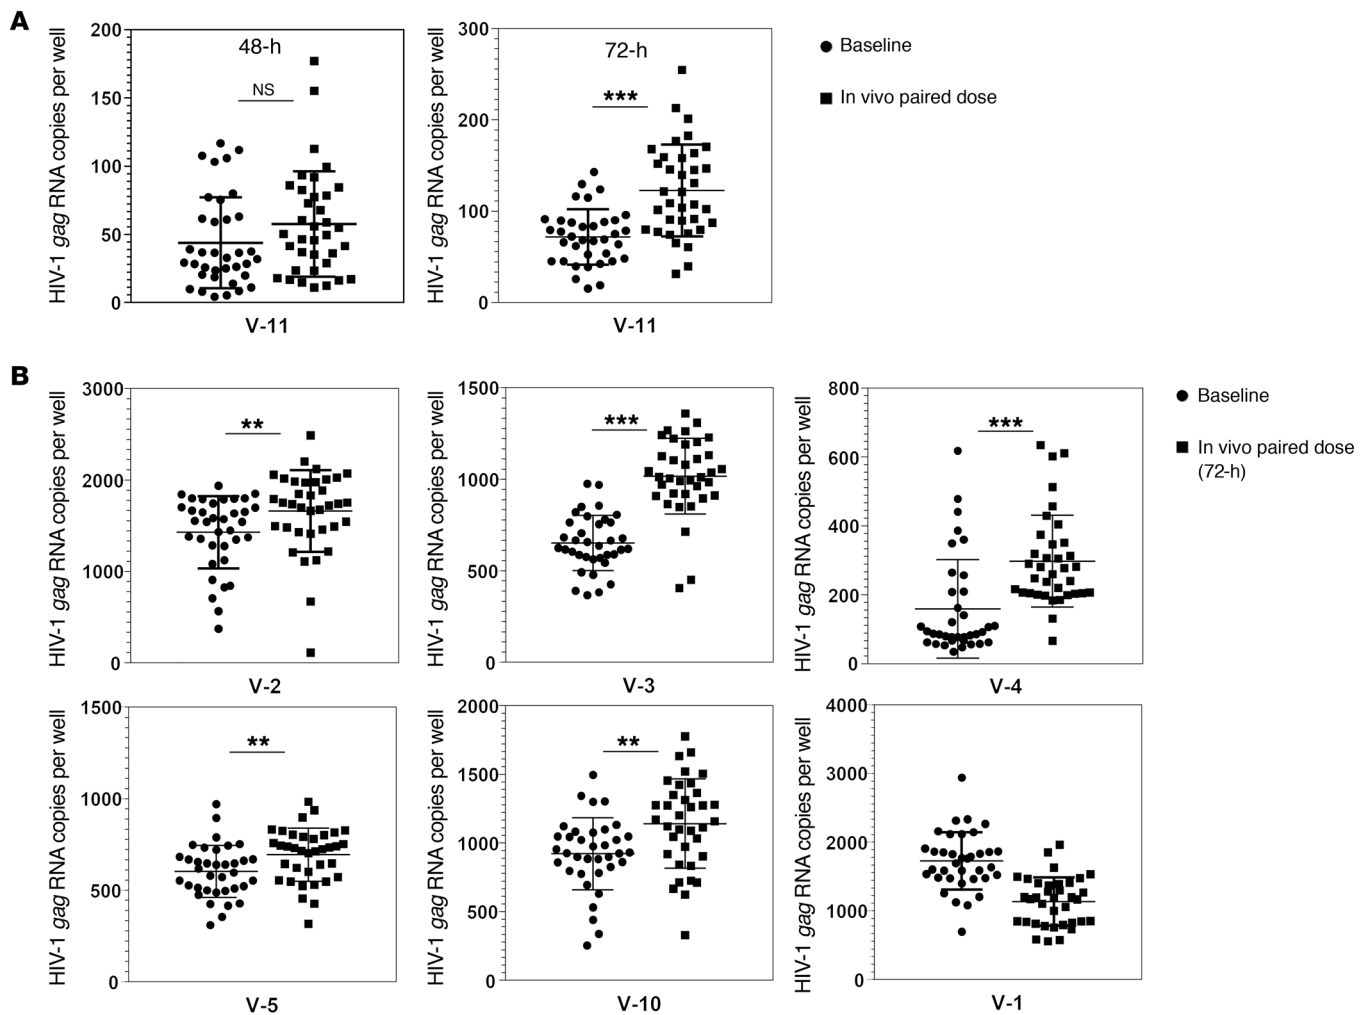 A
HIV-1 gag RNA copies per well
200
150
100
50
0
48-h
NS
V-11
HIV-1 gag RNA copies per well
300
200
100
0
72-h
***
V-11
Baseline
In vivo paired dose
B
HIV-1 gag RNA copies per well
3000
2000
1000
0
**
V-2
HIV-1 gag RNA copies per well
1500
1000
500
0
***
V-3
HIV-1 gag RNA copies per well
800
600
400
200
0
***
V-4
Baseline
In vivo paired dose
(72-h)
HIV-1 gag RNA copies per well
1500
1000
500
0
**
V-5
HIV-1 gag RNA copies per well
2000
1500
1000
500
0
**
V-10
HIV-1 gag RNA copies per well
4000
3000
2000
1000
0
V-1